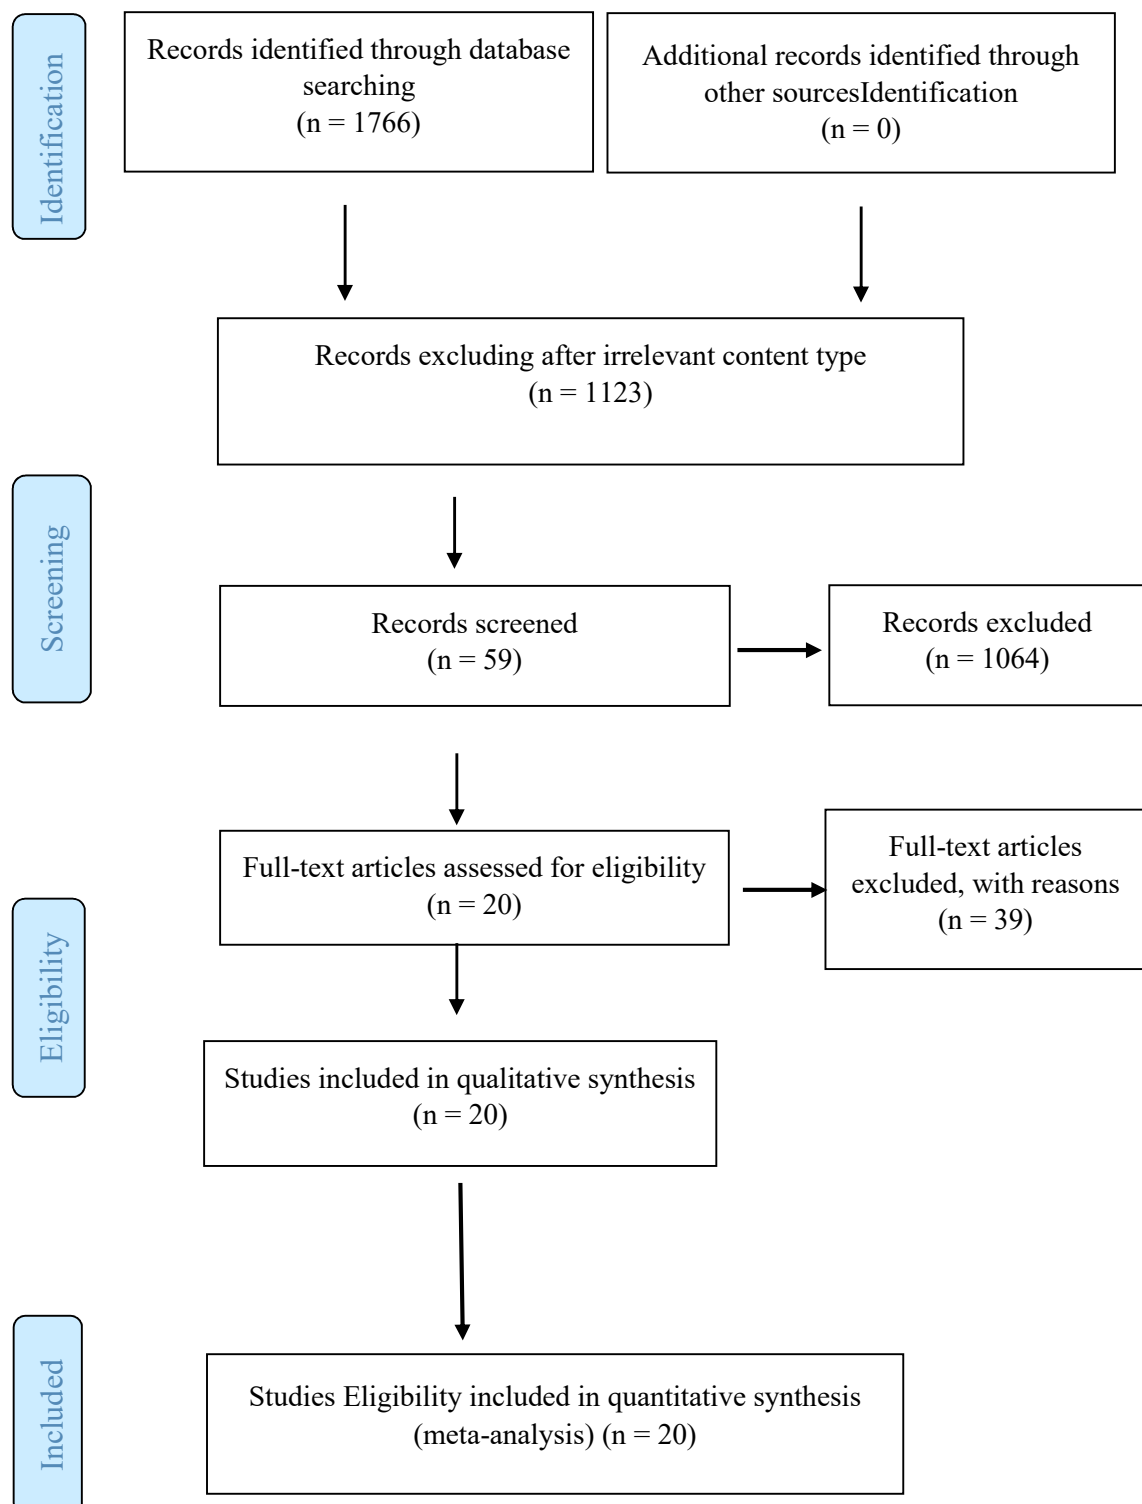 Identification
Records identified through database
searching
(n = 1766)
Additional records identified through
other sourcesIdentification
(n = 0)
Records excluding after irrelevant content type
(n = 1123)
Screening
Records screened
(n = 59)
Records excluded
(n = 1064)
Eligibility
Full-text articles assessed for eligibility
(n = 20)
Full-text articles
excluded, with reasons
(n = 39)
Studies included in qualitative synthesis
(n = 20)
Included
Studies Eligibility included in quantitative synthesis
(meta-analysis) (n = 20)